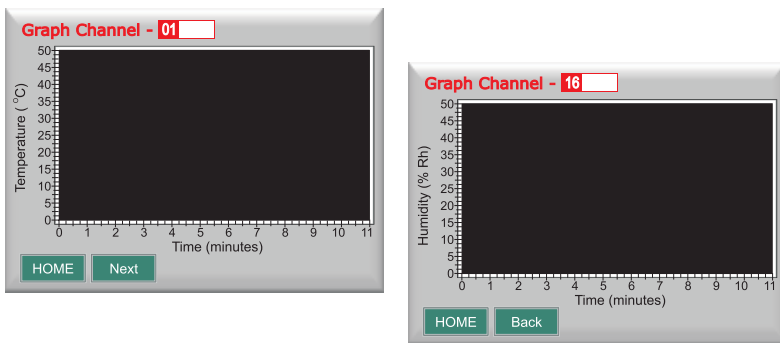 Graph Channel - 01
50
45
40
35
30
25
20
15
10
5
0
Temperature ( °C)
0 1 2 3 4 5 6 7 8 9 10 11
Time (minutes)
HOME Next
Graph Channel - 16
50
45
40
35
30
25
20
15
10
5
0
Humidity (% Rh)
0 1 2 3 4 5 6 7 8 9 10 11
Time (minutes)
HOME Back